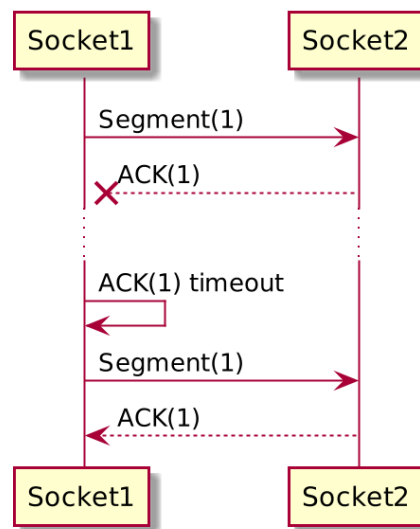 Socket1 Socket2
Segment(1)
ACK(1)
ACK(1) timeout
Segment(1)
ACK(1)
Socket1 Socket2